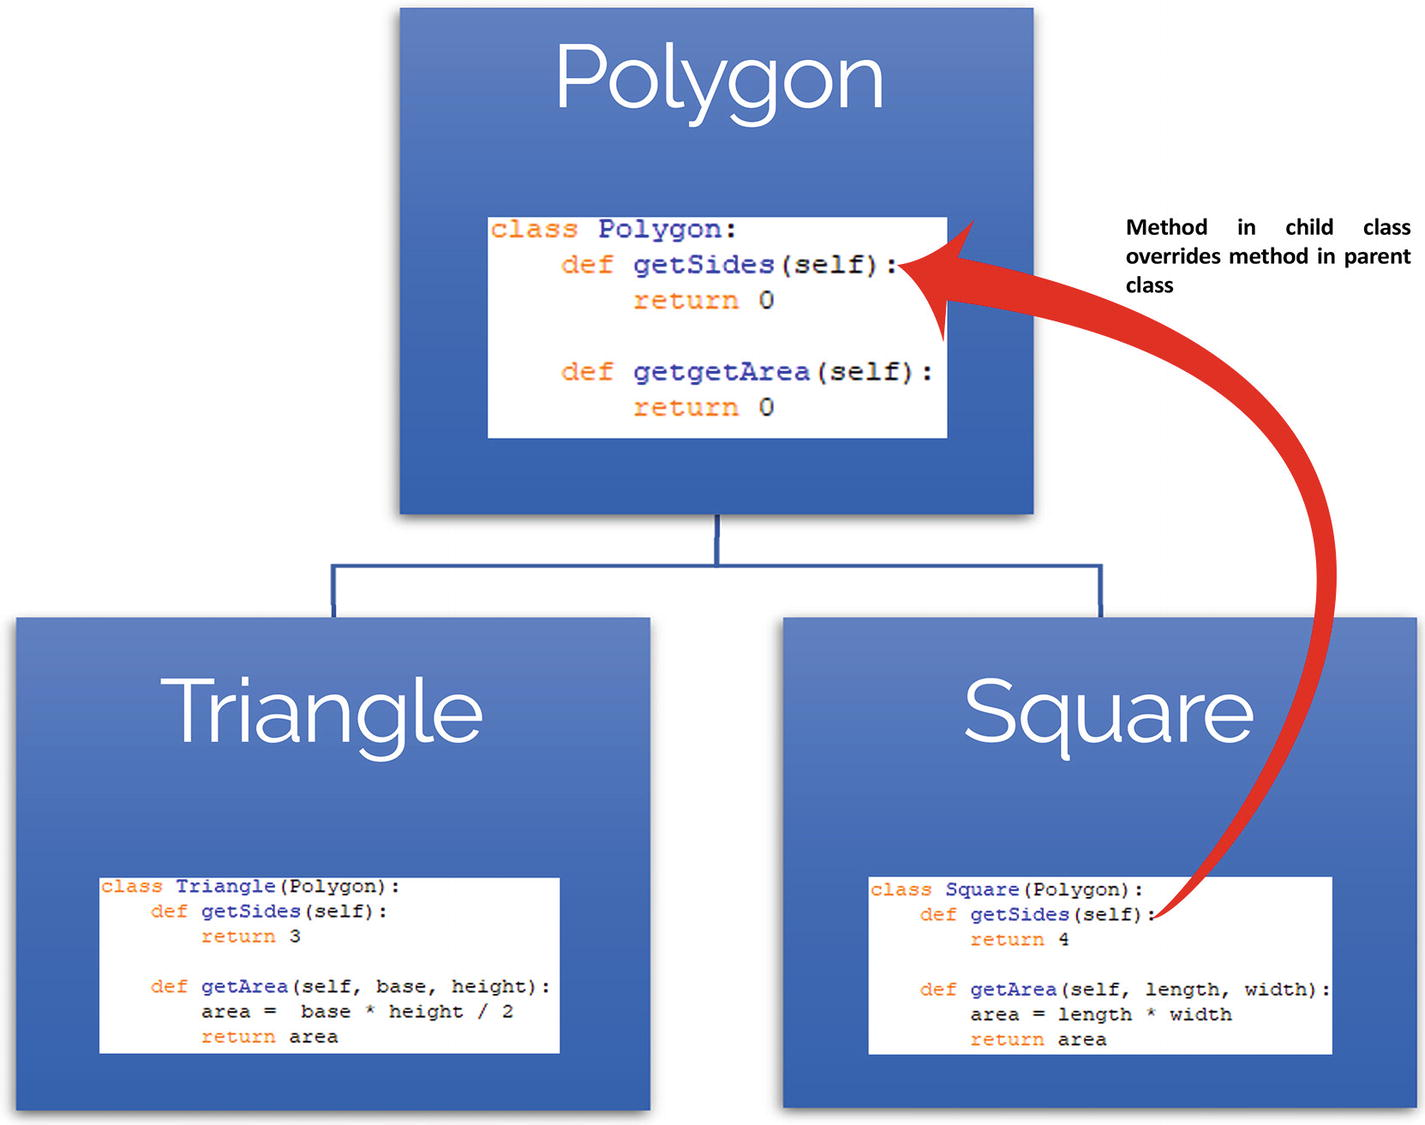 Polygon
class Polygon:
    def getSides(self):
        return 0
    def getgetArea(self):
        return 0
Method in child class
overrides method in parent
class
Triangle
class Triangle(Polygon):
    def getSides(self):
        return 3
    def getArea(self, base, height):
        area =  base * height / 2
        return area
Square
class Square(Polygon):
    def getSides(self):
        return 4
    def getArea(self, length, width):
        area = length * width
        return area